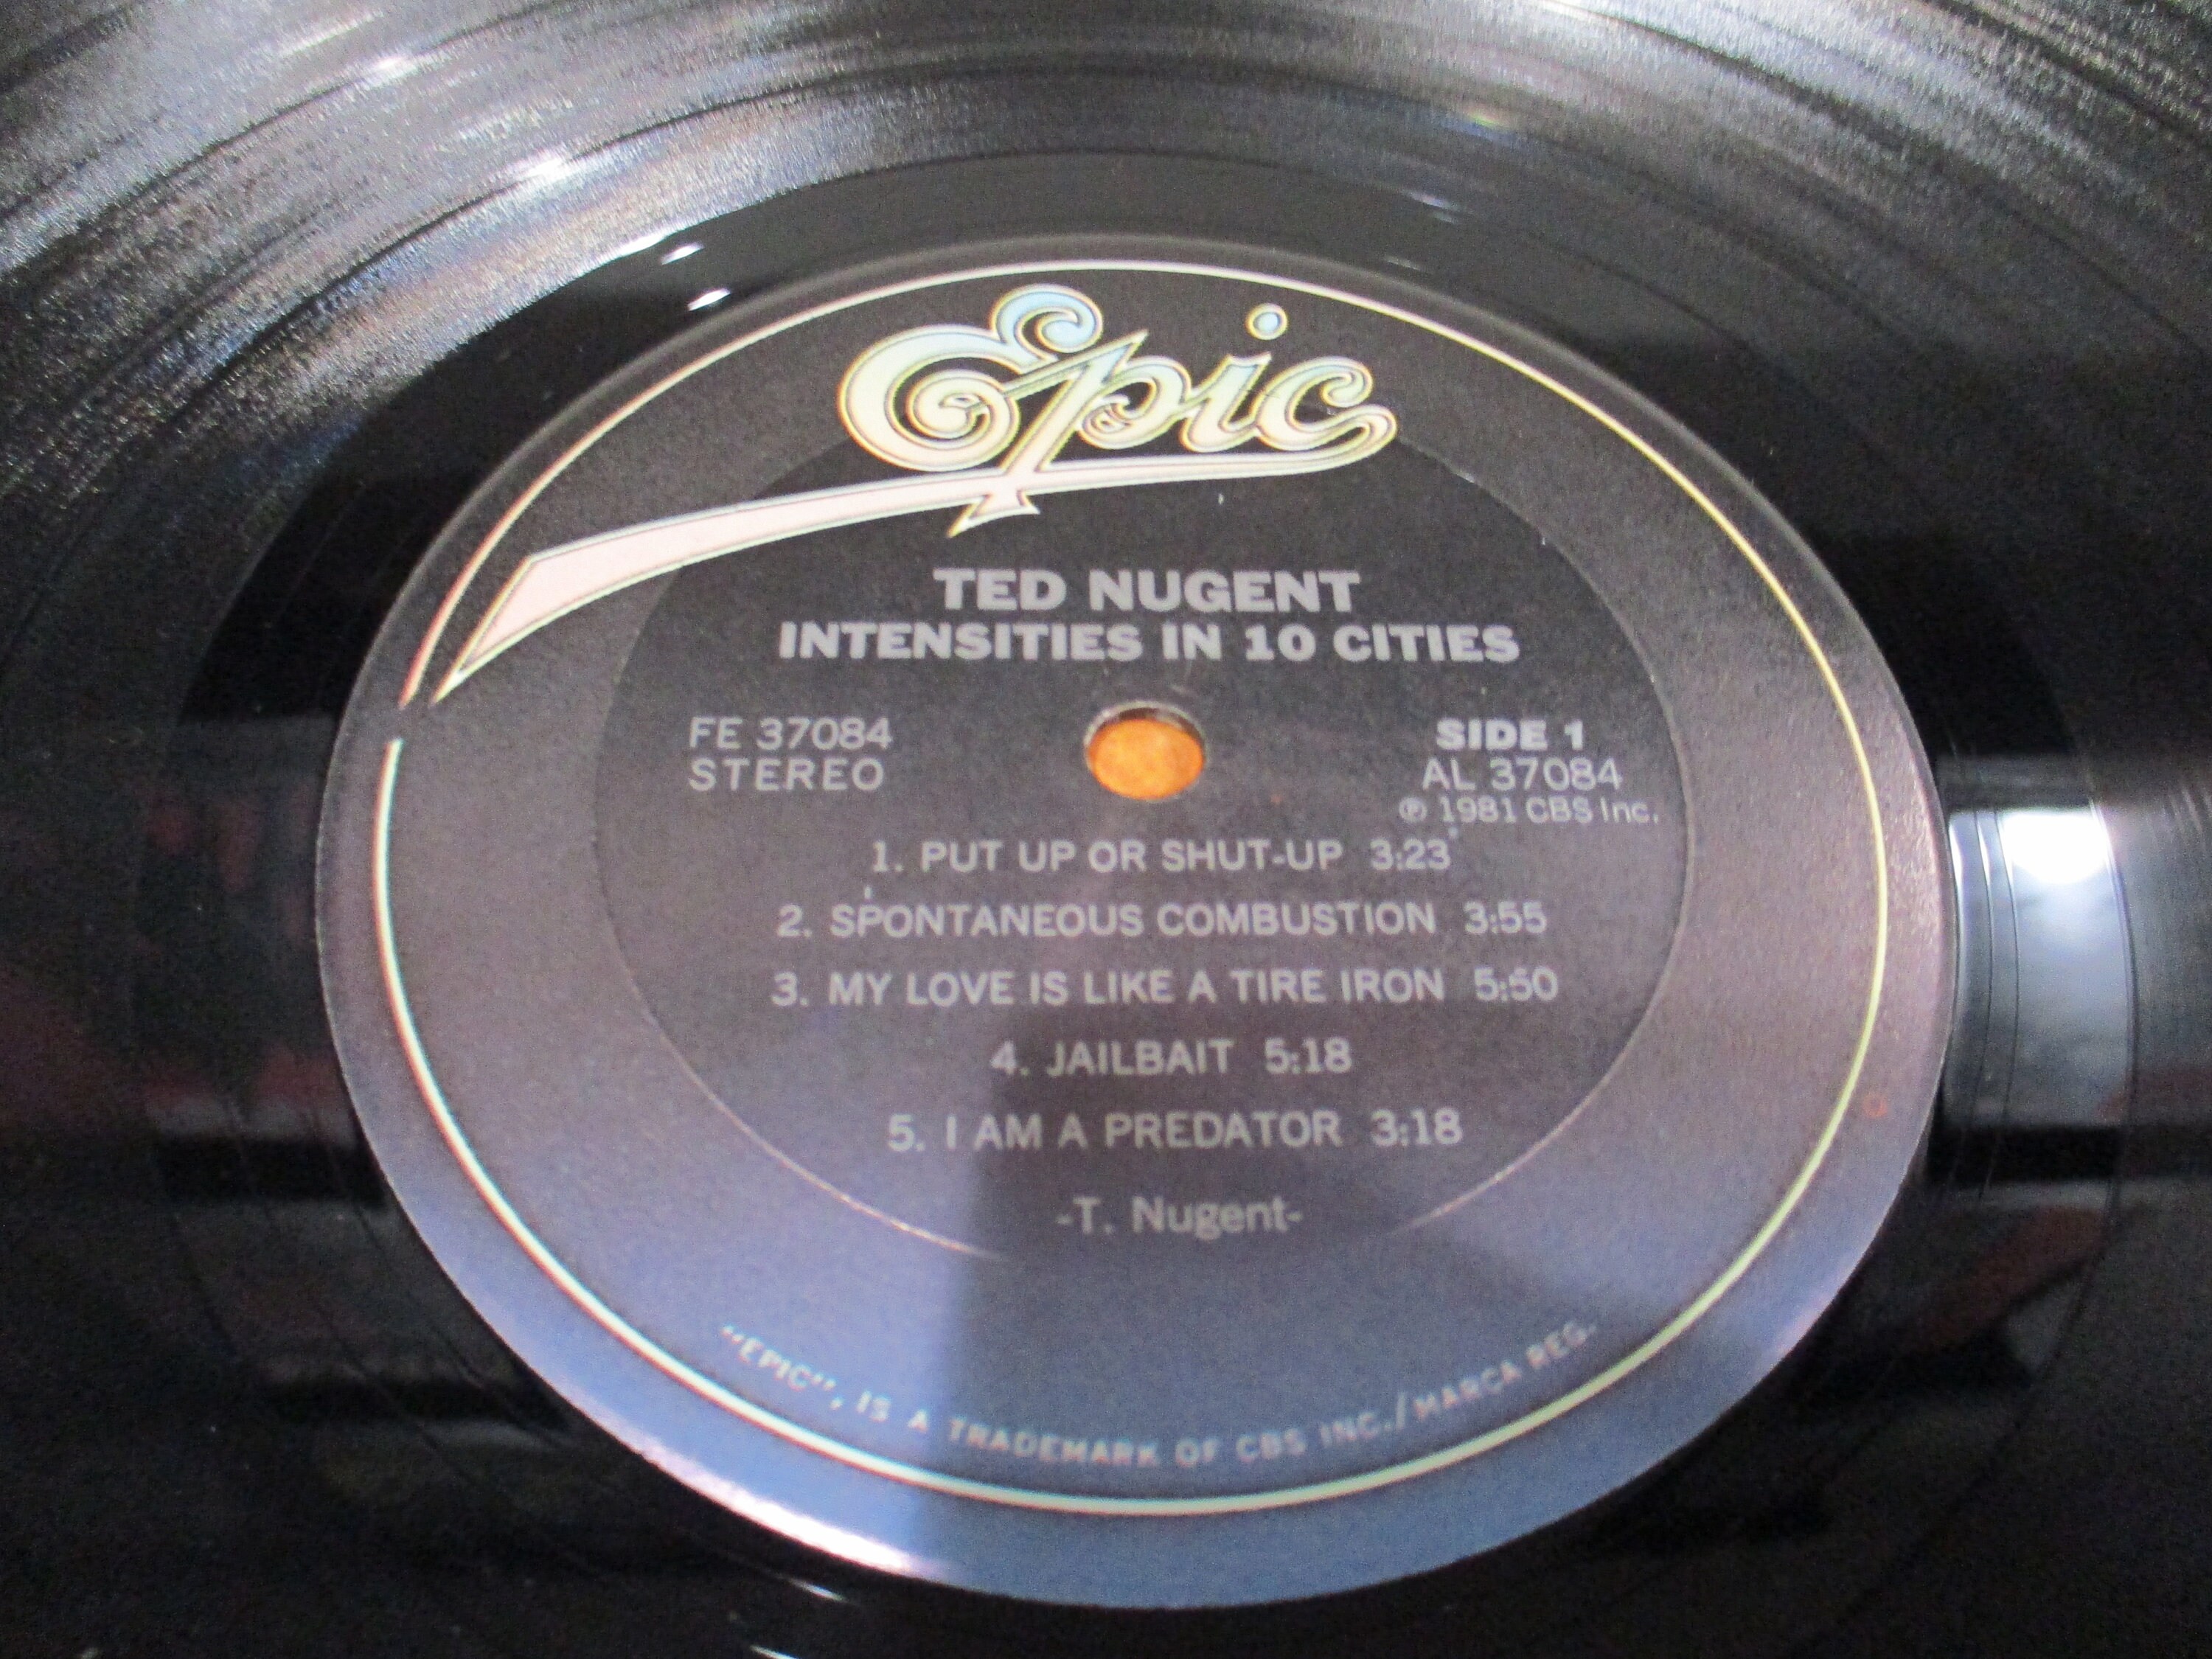 Epic
TED NUGENT
INTENSITIES IN 10 CITIES
FE 37084
STEREO
SIDE 1
AL 37084
℗ 1981 CBS Inc.
1. PUT UP OR SHUT-UP 3:23
2. SPONTANEOUS COMBUSTION 3:55
3. MY LOVE IS LIKE A TIRE IRON 5:50
4. JAILBAIT 5:18
5. I AM A PREDATOR 3:18
-T. Nugent-
"EPIC", IS A TRADEMARK OF CBS INC./MARCA REG.